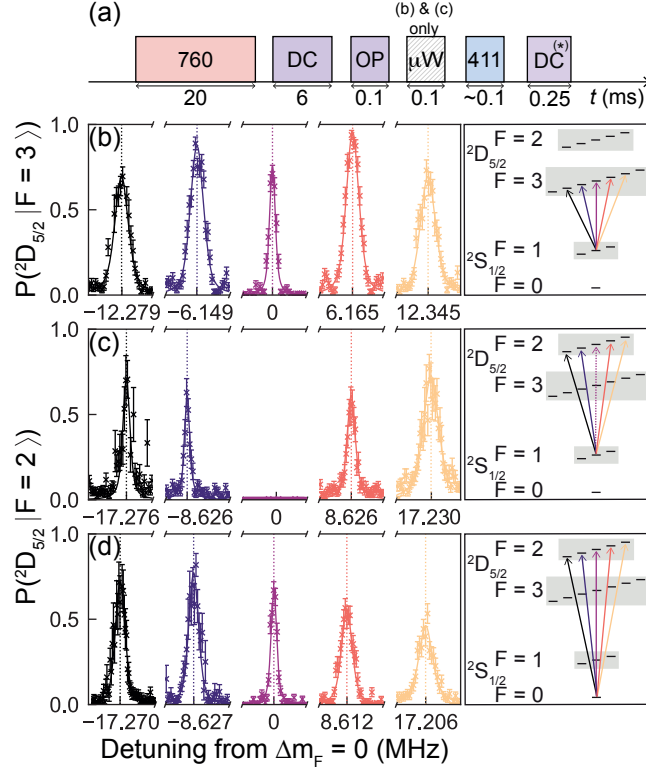 (a)
(b) & (c)
only
760 DC OP μW 411 DC(*)
20 6 0.1 0.1 ~0.1 0.25 t (ms)
(b)
P(²D5/2 |F = 3 ⟩)
1.0
0.5
0.0
−12.279 −6.149 0 6.165 12.345
²D5/2 F = 2
F = 3
²S1/2 F = 1
F = 0
(c)
P(²D5/2 |F = 2 ⟩)
1.0
0.5
0.0
−17.276 −8.626 0 8.626 17.230
²D5/2 F = 2
F = 3
²S1/2 F = 1
F = 0
(d)
1.0
0.5
0.0
−17.270 −8.627 0 8.612 17.206
²D5/2 F = 2
F = 3
²S1/2 F = 1
F = 0
Detuning from ΔmF = 0 (MHz)